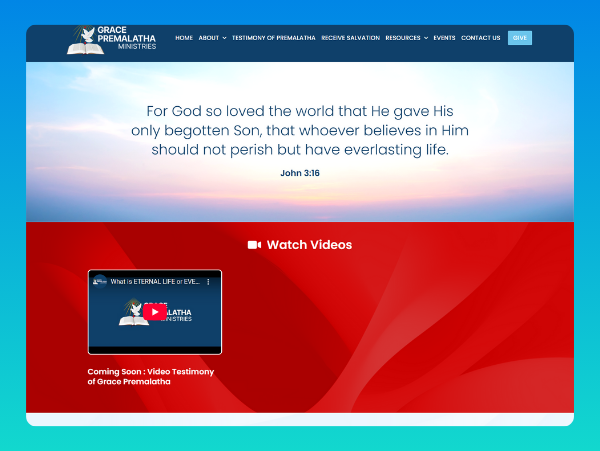 GRACE
PREMALATHA
MINISTRIES
HOME ABOUT TESTIMONY OF PREMALATHA RECEIVE SALVATION RESOURCES EVENTS CONTACT US GIVE
For God so loved the world that He gave His
only begotten Son, that whoever believes in Him
should not perish but have everlasting life.
John 3:16
Watch Videos
What is ETERNAL LIFE or EVE...
GRACE
PREMALATHA
MINISTRIES
Coming Soon : Video Testimony
of Grace Premalatha